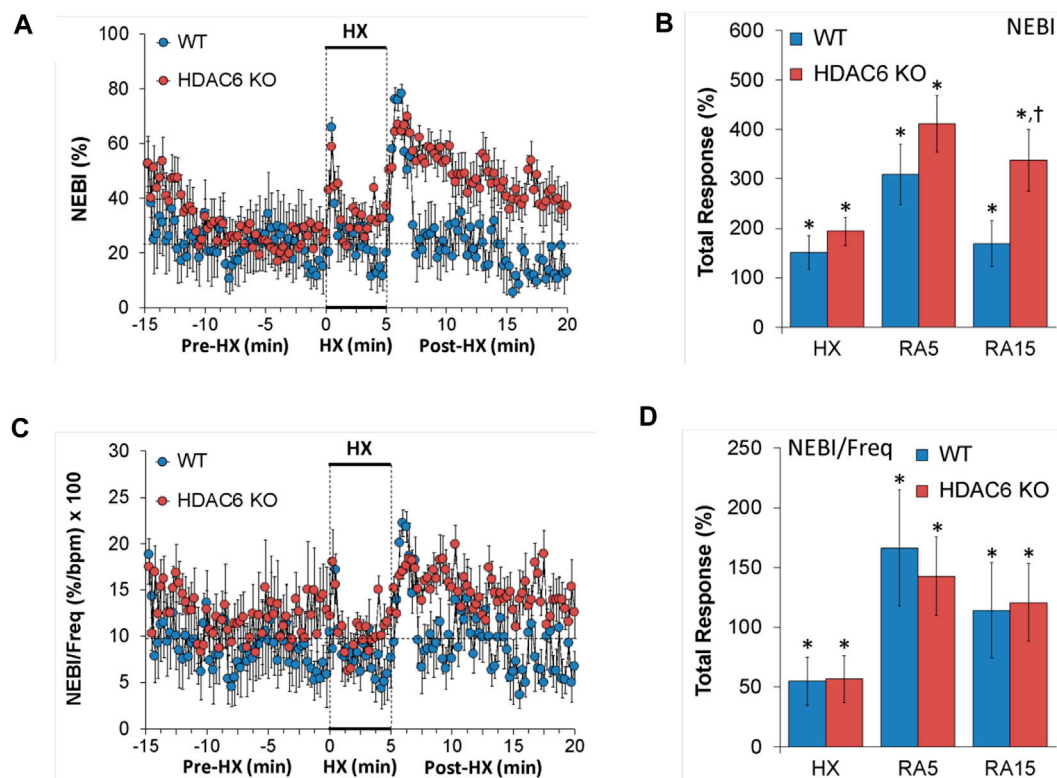 A
HX
WT
HDAC6 KO
NEBI (%)
100
80
60
40
20
0
-15 -10 -5 0 5 10 15 20
Pre-HX (min) HX (min) Post-HX (min)
B
NEBI
WT
HDAC6 KO
Total Response (%)
600
500
400
300
200
100
0
* * * * * *,†
HX RA5 RA15
C
HX
WT
HDAC6 KO
NEBI/Freq (%/bpm) x 100
30
25
20
15
10
5
0
-15 -10 -5 0 5 10 15 20
Pre-HX (min) HX (min) Post-HX (min)
D
NEBI/Freq
WT
HDAC6 KO
Total Response (%)
250
200
150
100
50
0
* * * * * *
HX RA5 RA15